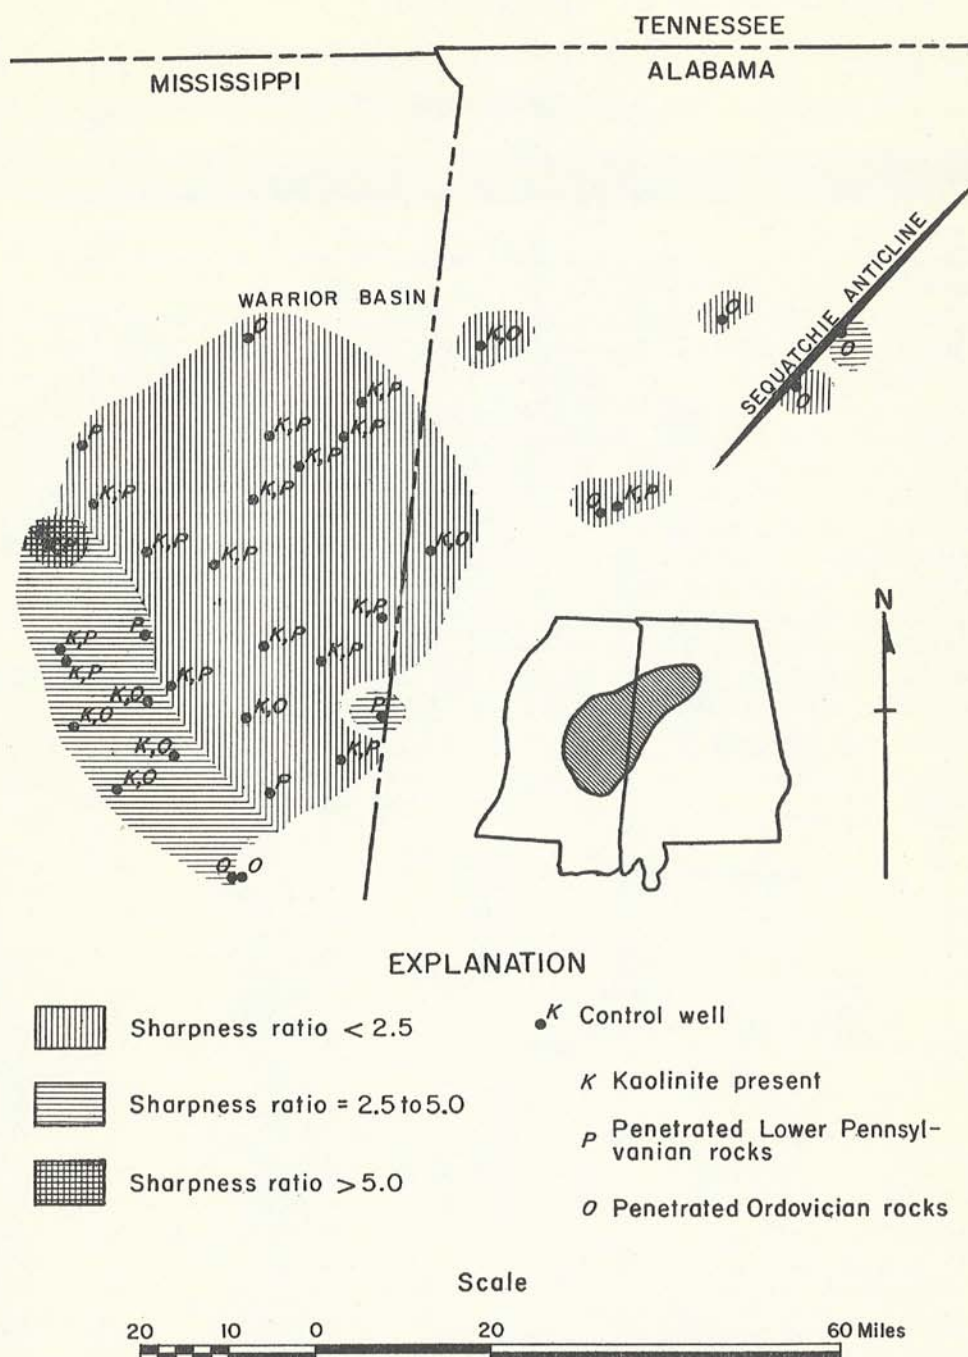 TENNESSEE
MISSISSIPPI
ALABAMA
SEQUATCHIE ANTICLINE
WARRIOR BASIN
O
K,O
O
O
O
K,P
P
K,P
K,P
K,P
K,P
K,P
O
K,P
K,P
K,P
K,O
K,P
P
K,P
K,P
K,P
K,P
K,P
K,O
K,O
K,O
P
K,O
K,P
K,O
P
O
O
N
EXPLANATION
Sharpness ratio < 2.5
Sharpness ratio = 2.5 to 5.0
Sharpness ratio > 5.0
K Control well
K Kaolinite present
P Penetrated Lower Pennsyl-
vanian rocks
O Penetrated Ordovician rocks
Scale
20 10 0 20 60 Miles